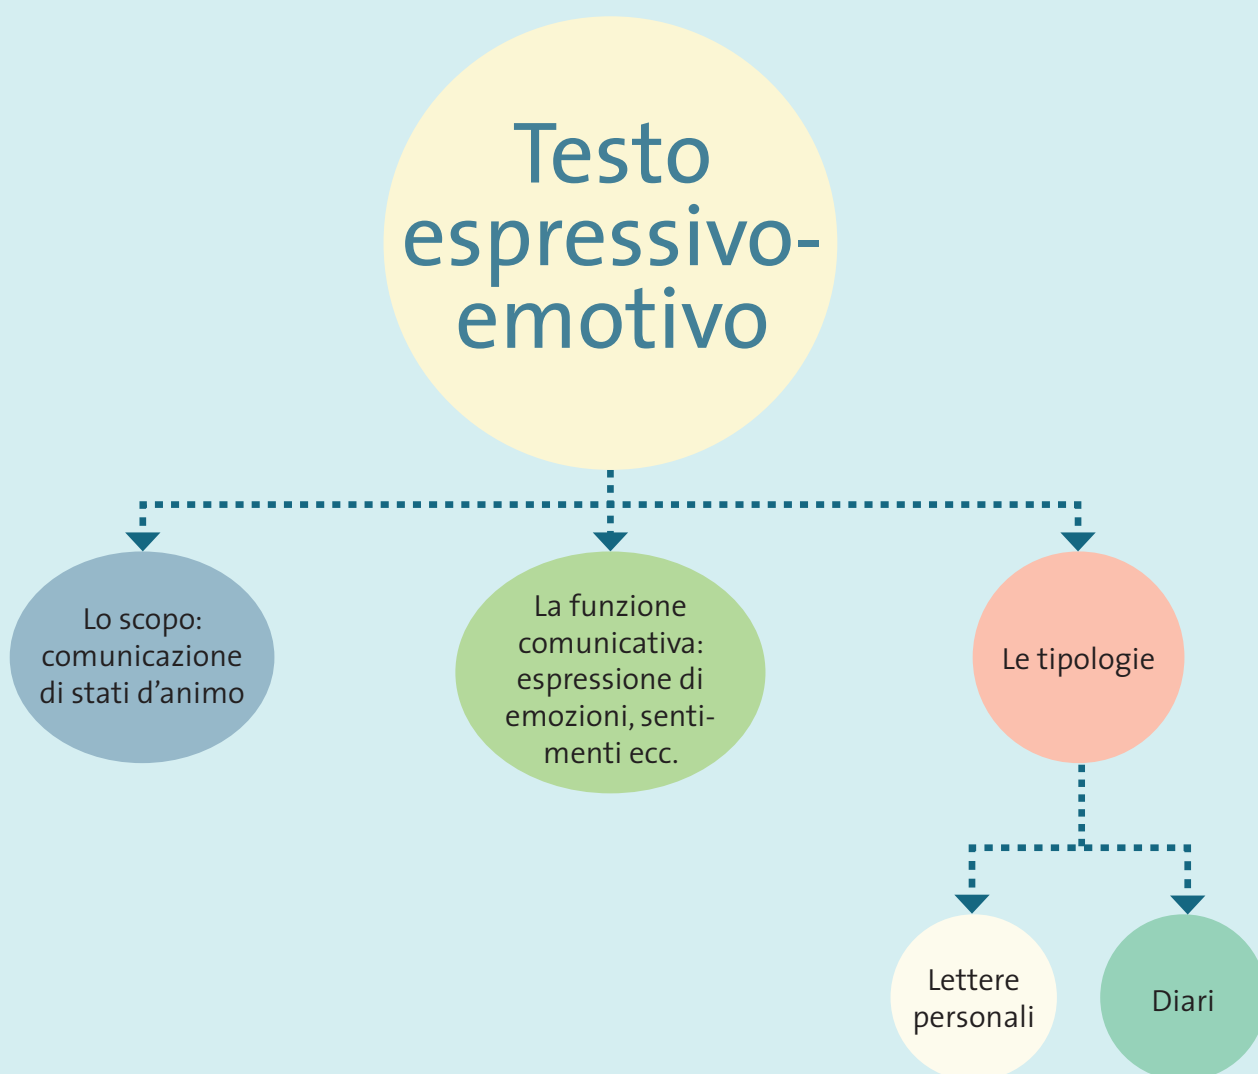 Testo
espressivo-
emotivo
Lo scopo:
comunicazione
di stati d’animo
La funzione
comunicativa:
espressione di
emozioni, senti-
menti ecc.
Le tipologie
Lettere
personali
Diari